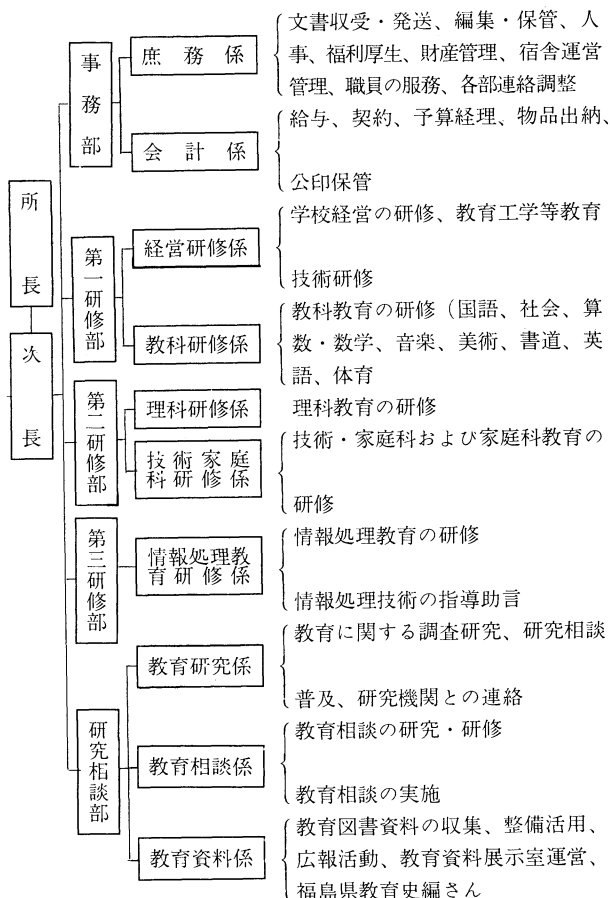 所長
次長
事務部
庶務係
文書収受・発送、編集・保管、人
事、福利厚生、財産管理、宿舎運営
管理、職員の服務、各部連絡調整
会計係
給与、契約、予算経理、物品出納、
公印保管
第一研修部
経営研修係
学校経営の研修、教育工学等教育
技術研修
教科研修係
教科教育の研修（国語、社会、算
数・数学、音楽、美術、書道、英
語、体育
第二研修部
理科研修係
理科教育の研修
技術家庭
科研修係
技術・家庭科および家庭科教育の
研修
第三研修部
情報処理教
育研修係
情報処理教育の研修
情報処理技術の指導助言
研究相談部
教育研究係
教育に関する調査研究、研究相談
普及、研究機関との連絡
教育相談係
教育相談の研究・研修
教育相談の実施
教育資料係
教育図書資料の収集、整備活用、
広報活動、教育資料展示室運営、
福島県教育史編さん